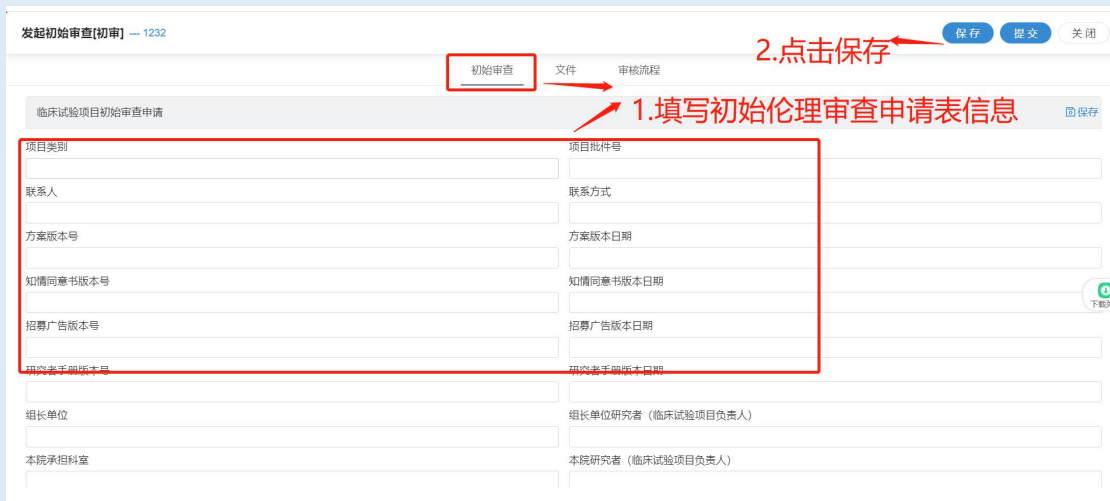 发起初始审查[初审] --- 1232
保存 提交 关闭
2.点击保存
初始审查 文件 审核流程
临床试验项目初始审查申请
1.填写初始伦理审查申请表信息
保存
项目类别 项目批件号
联系人 联系方式
方案版本号 方案版本日期
知情同意书版本号 知情同意书版本日期
招募广告版本号 招募广告版本日期
研究者手册版本号 研究者手册版本日期
组长单位 组长单位研究者（临床试验项目负责人）
本院承担科室 本院研究者（临床试验项目负责人）